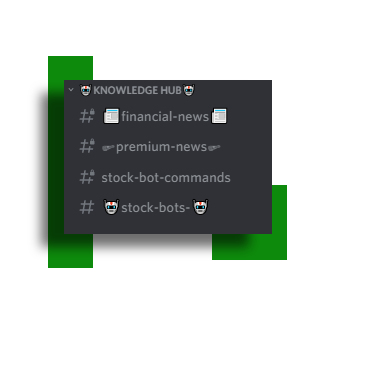 KNOWLEDGE HUB
financial-news
premium-news
stock-bot-commands
stock-bots-